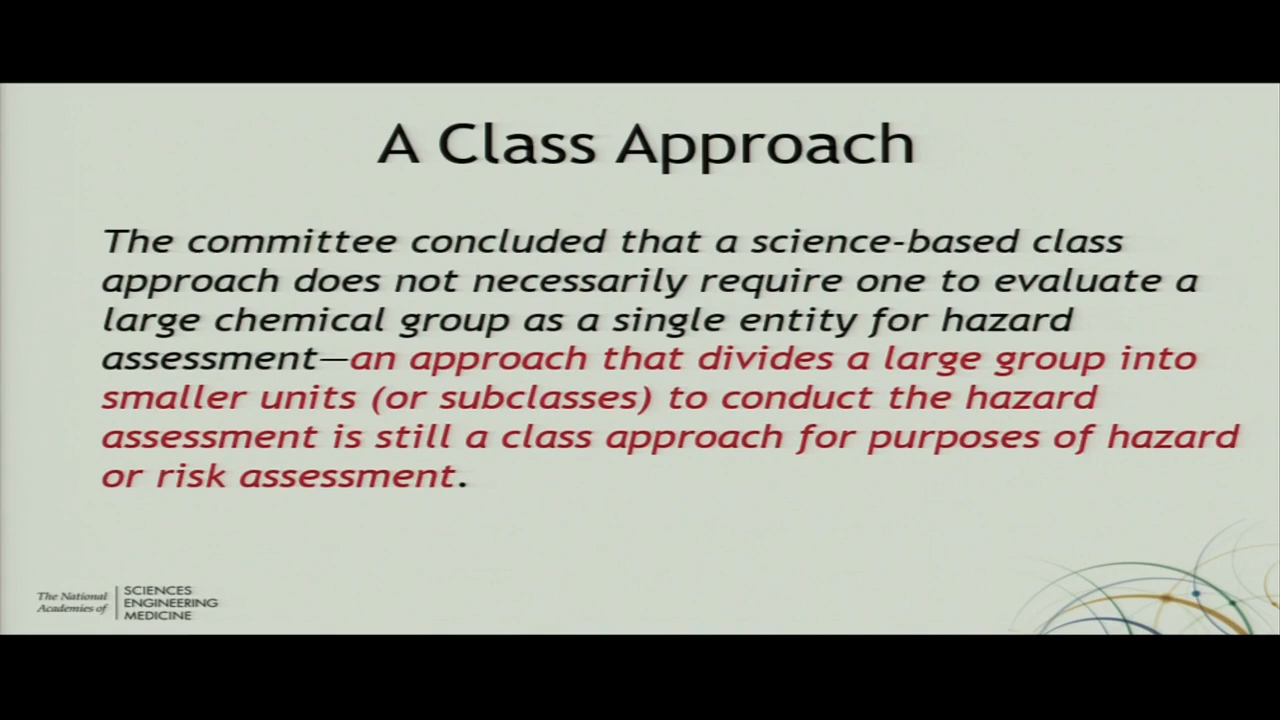 A Class Approach
The committee concluded that a science-based class
approach does not necessarily require one to evaluate a
large chemical group as a single entity for hazard
assessment—an approach that divides a large group into
smaller units (or subclasses) to conduct the hazard
assessment is still a class approach for purposes of hazard
or risk assessment.
The National
Academies of
SCIENCES
ENGINEERING
MEDICINE